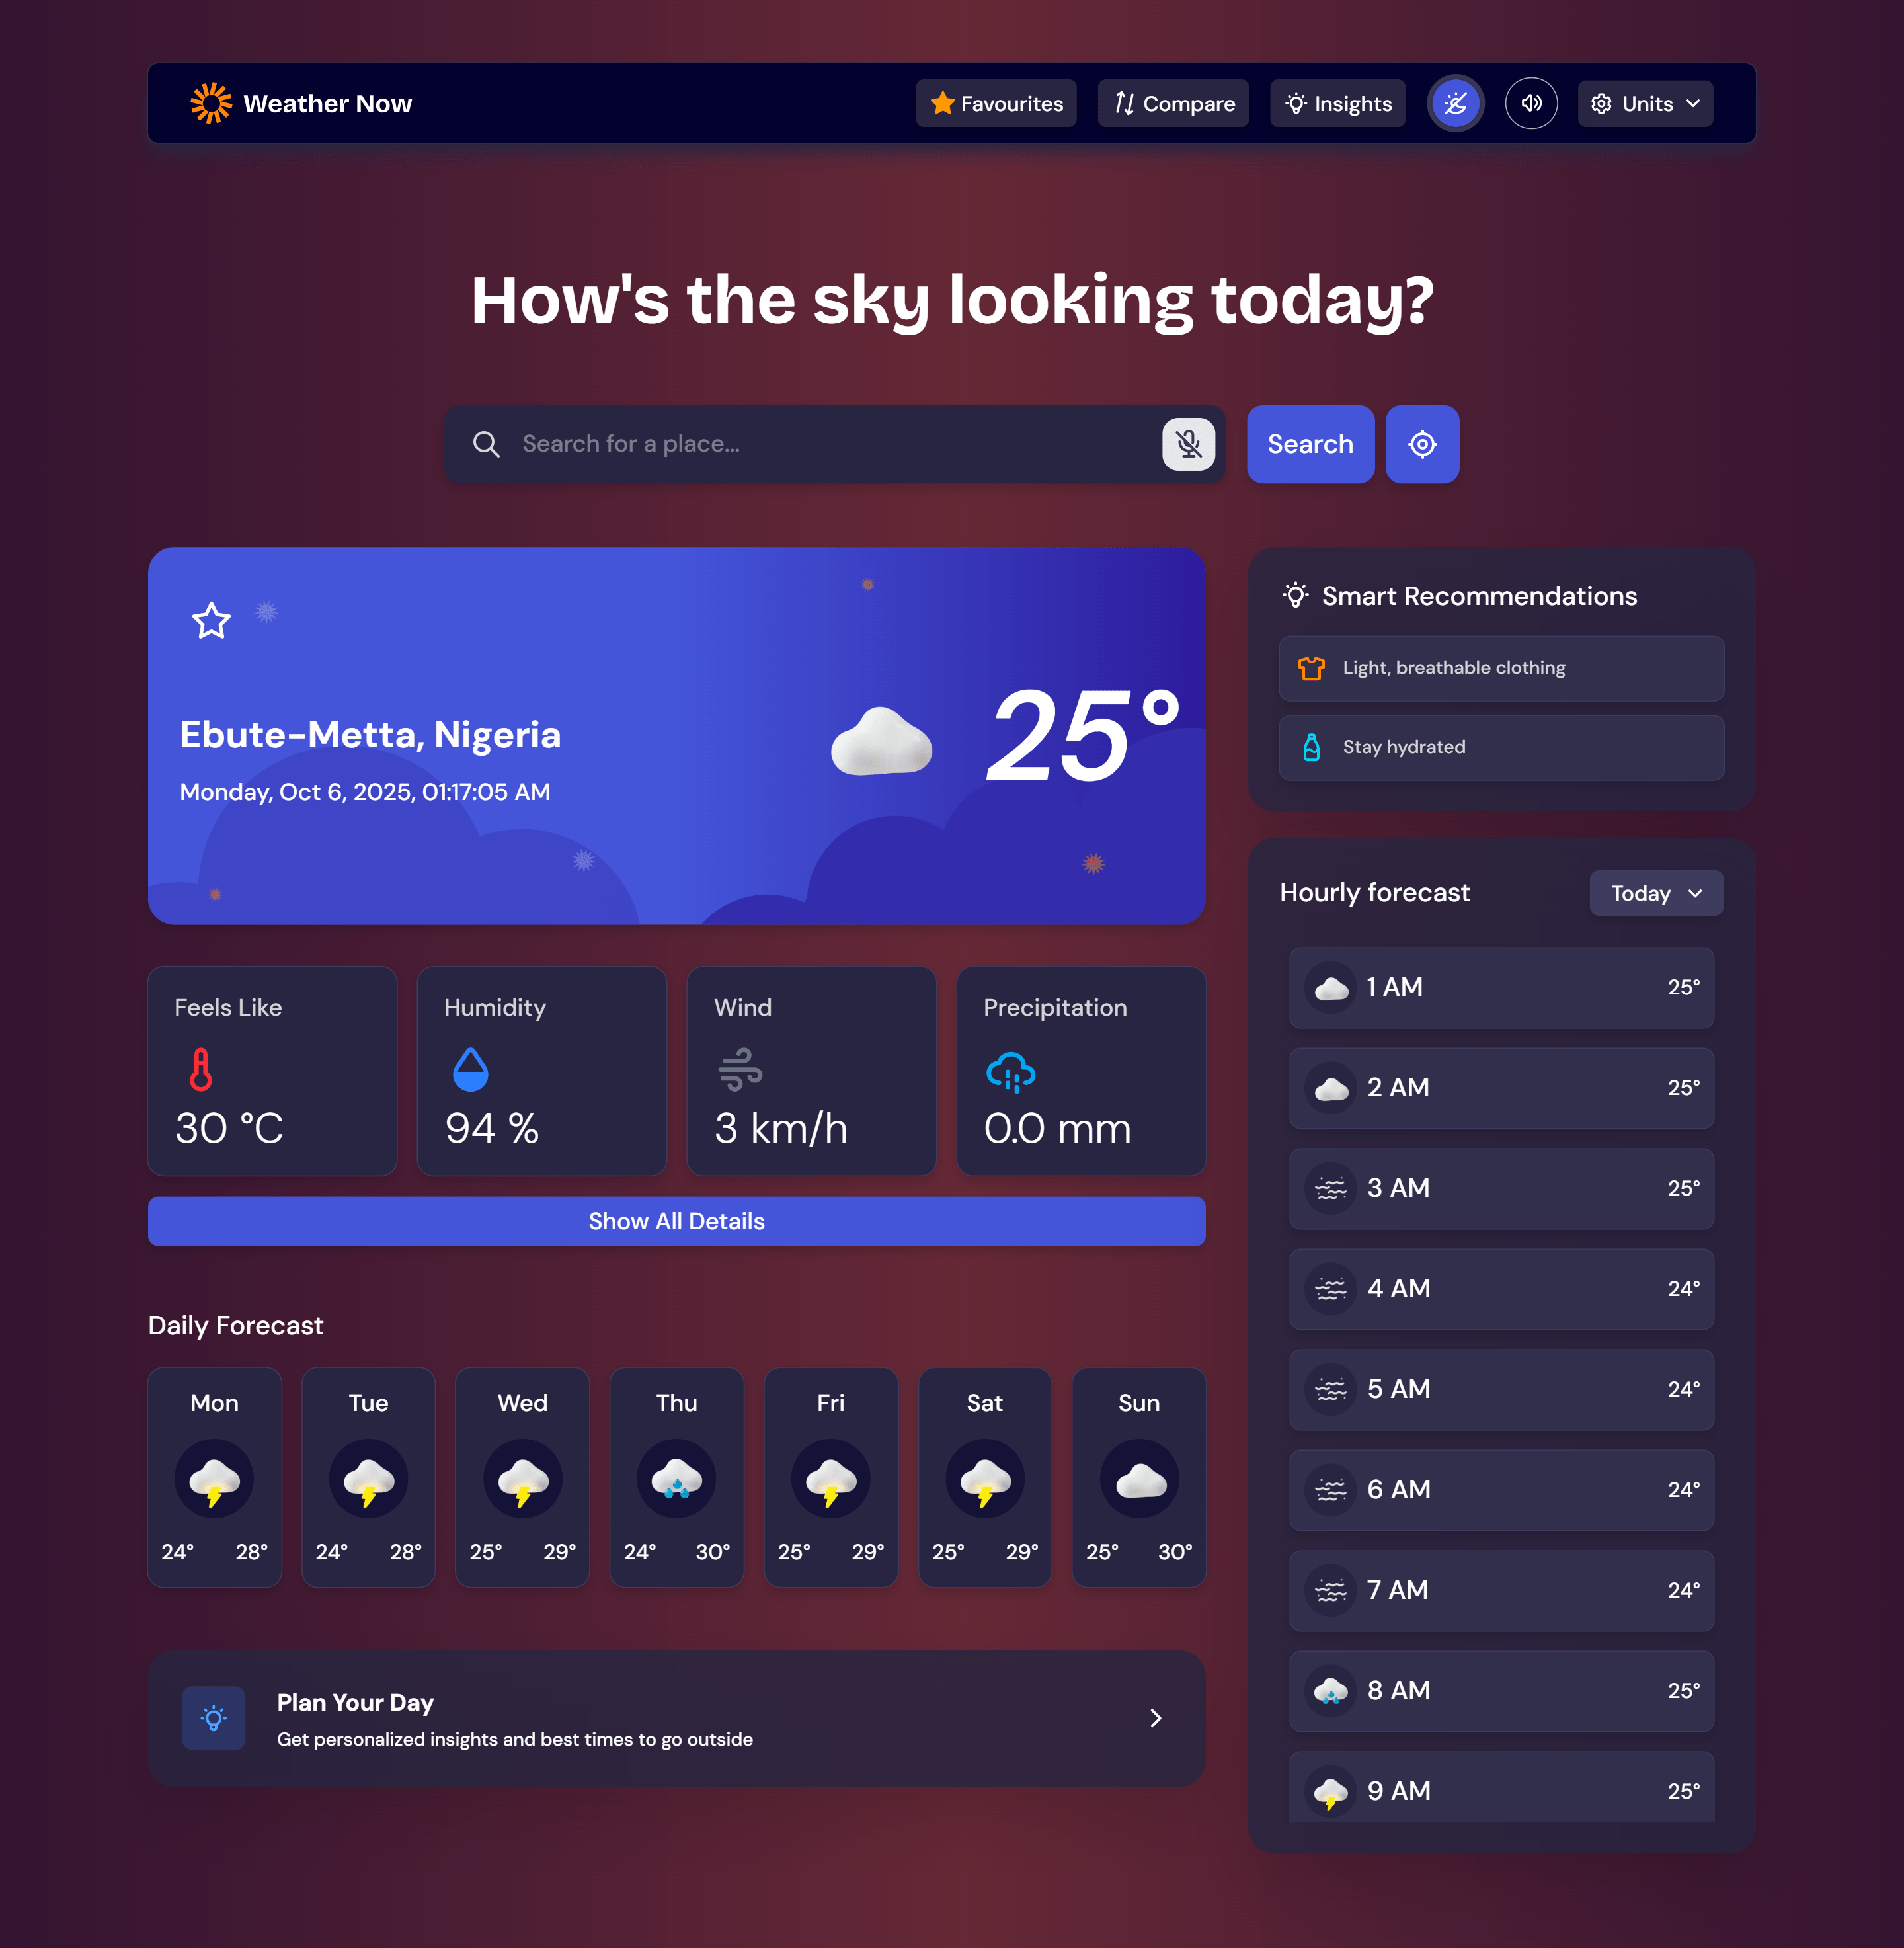 Weather Now
Favourites
Compare
Insights
Units
How's the sky looking today?
Search for a place...
Search
Ebute-Metta, Nigeria
Monday, Oct 6, 2025, 01:17:05 AM
25°
Feels Like
30 °C
Humidity
94 %
Wind
3 km/h
Precipitation
0.0 mm
Show All Details
Daily Forecast
Mon
24° 28°
Tue
24° 28°
Wed
25° 29°
Thu
24° 30°
Fri
25° 29°
Sat
25° 29°
Sun
25° 30°
Plan Your Day
Get personalized insights and best times to go outside
Smart Recommendations
Light, breathable clothing
Stay hydrated
Hourly forecast
Today
1 AM 25°
2 AM 25°
3 AM 25°
4 AM 24°
5 AM 24°
6 AM 24°
7 AM 24°
8 AM 25°
9 AM 25°